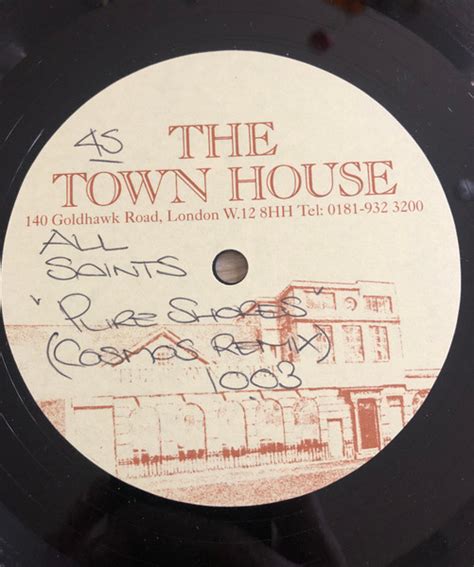 45
THE
TOWN HOUSE
140 Goldhawk Road, London W.12 8HH Tel: 0181-932 3200
ALL
SAINTS
"PURE SHORES"
(COSMOS REMIX)
1003